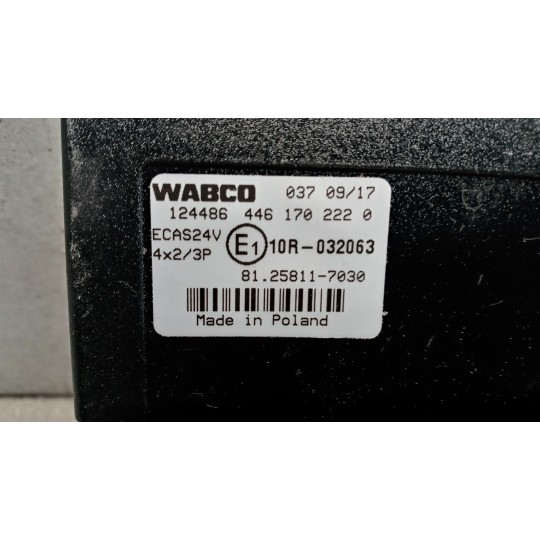 WABCO 037 09/17
124486 446 170 222 0
ECAS24V
4x2/3P
E1 10R-032063
81.25811-7030
Made in Poland